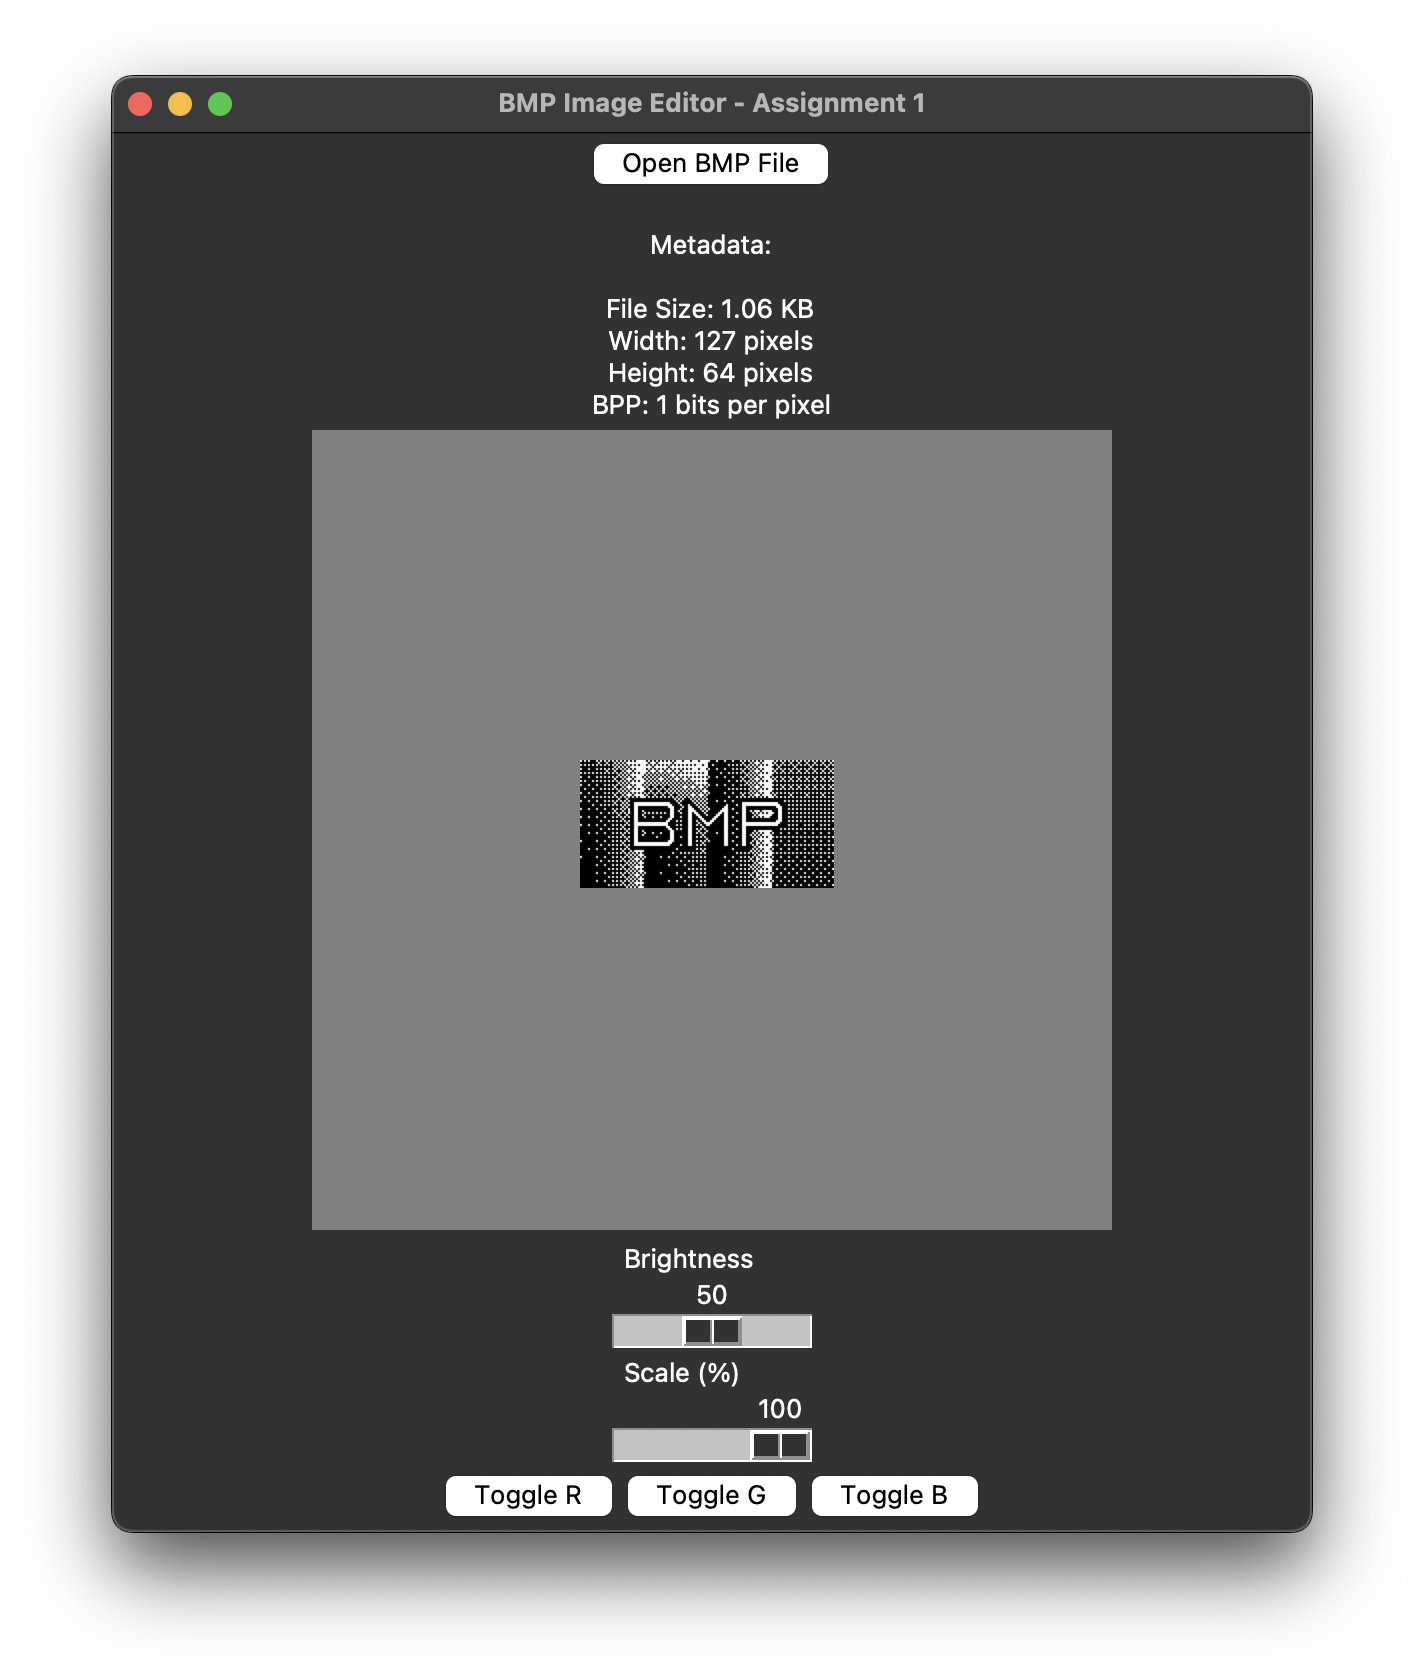 BMP Image Editor - Assignment 1
Open BMP File
Metadata:
File Size: 1.06 KB
Width: 127 pixels
Height: 64 pixels
BPP: 1 bits per pixel
BMP
Brightness
50
Scale (%)
100
Toggle R Toggle G Toggle B